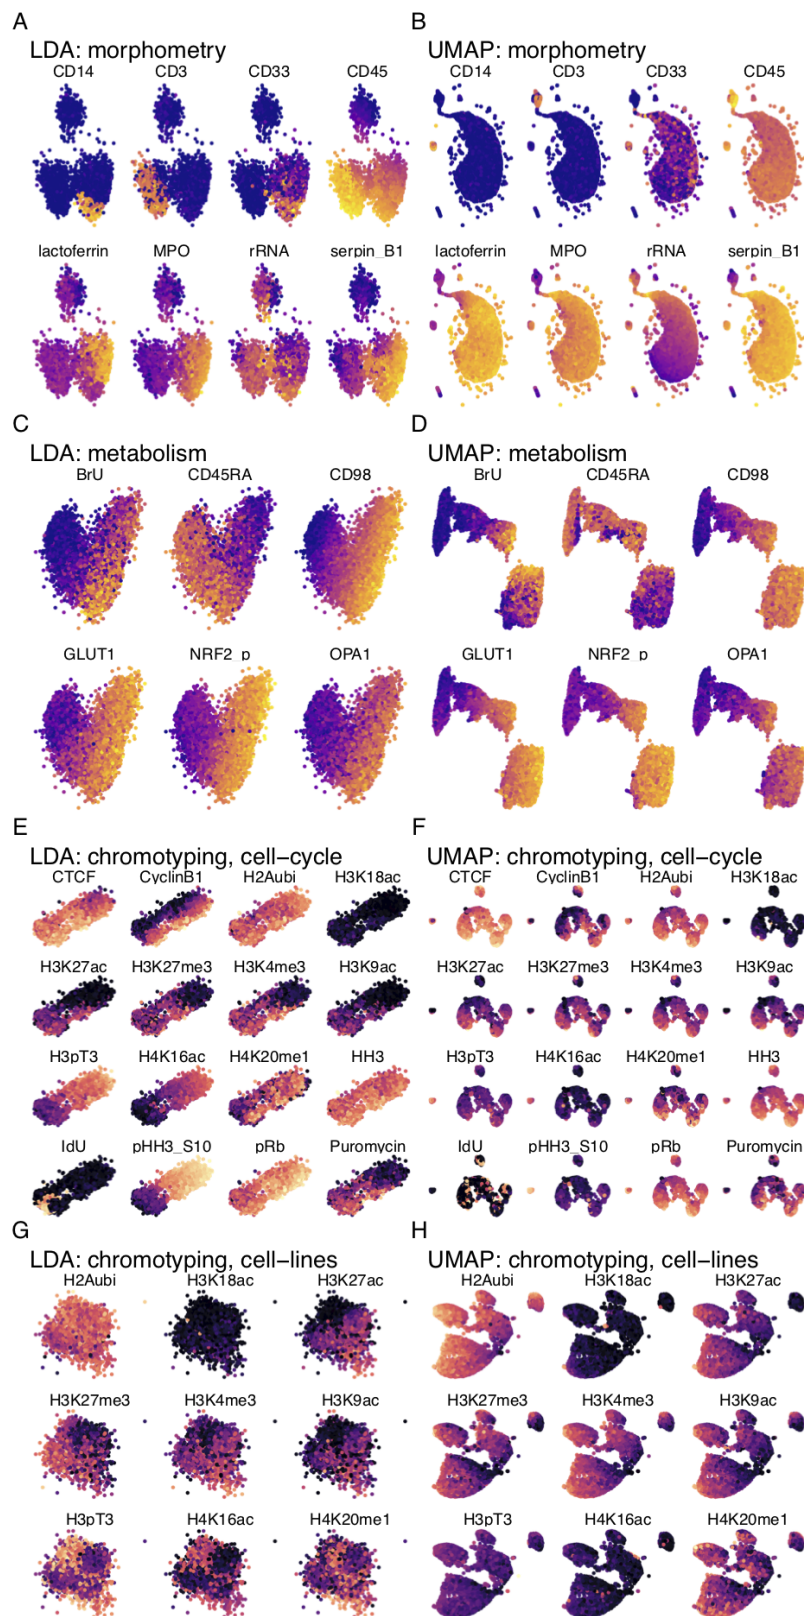 A
LDA: morphometry
CD14 CD3 CD33 CD45
lactoferrin MPO rRNA serpin_B1
B
UMAP: morphometry
CD14 CD3 CD33 CD45
lactoferrin MPO rRNA serpin_B1
C
LDA: metabolism
BrU CD45RA CD98
GLUT1 NRF2_p OPA1
D
UMAP: metabolism
BrU CD45RA CD98
GLUT1 NRF2_p OPA1
E
LDA: chromotyping, cell-cycle
CTCF CyclinB1 H2Aubi H3K18ac
H3K27ac H3K27me3 H3K4me3 H3K9ac
H3pT3 H4K16ac H4K20me1 HH3
IdU pHH3_S10 pRb Puromycin
F
UMAP: chromotyping, cell-cycle
CTCF CyclinB1 H2Aubi H3K18ac
H3K27ac H3K27me3 H3K4me3 H3K9ac
H3pT3 H4K16ac H4K20me1 HH3
IdU pHH3_S10 pRb Puromycin
G
LDA: chromotyping, cell-lines
H2Aubi H3K18ac H3K27ac
H3K27me3 H3K4me3 H3K9ac
H3pT3 H4K16ac H4K20me1
H
UMAP: chromotyping, cell-lines
H2Aubi H3K18ac H3K27ac
H3K27me3 H3K4me3 H3K9ac
H3pT3 H4K16ac H4K20me1